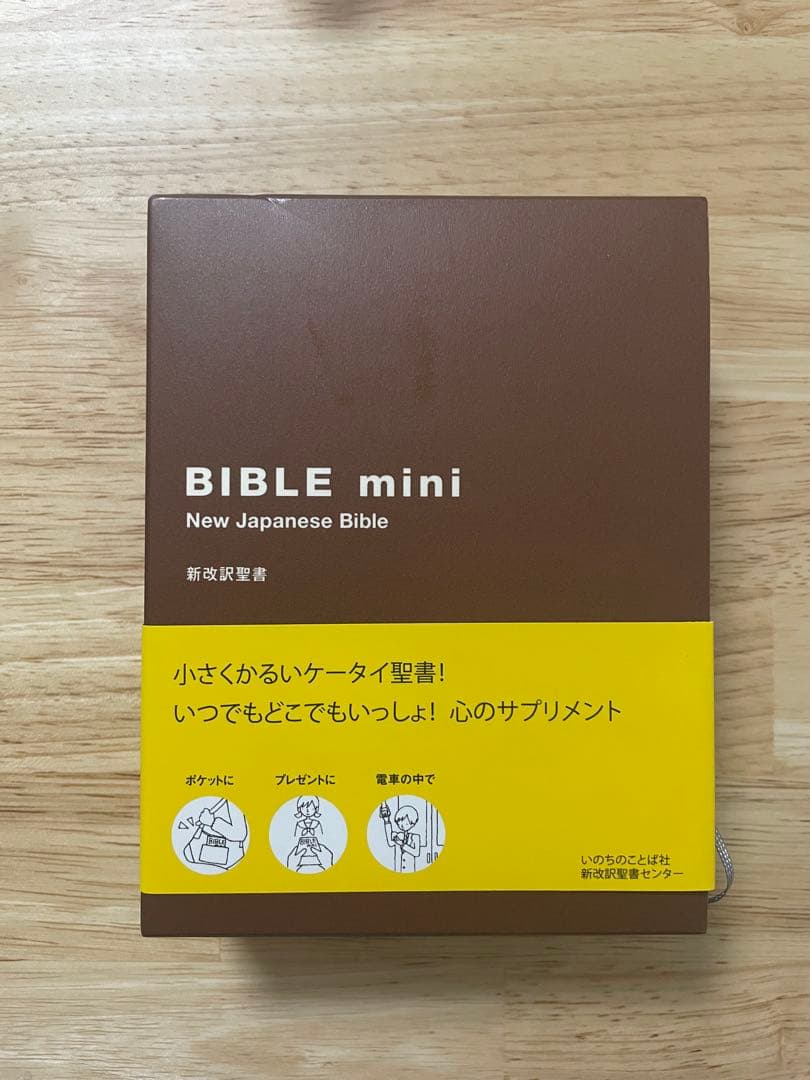 BIBLE mini
New Japanese Bible
新改訳聖書
小さくかるいケータイ聖書!
いつでもどこでもいっしょ! 心のサプリメント
ポケットに
プレゼントに
電車の中で
BIBLE
BIBLE
いのちのことば社
新改訳聖書センター